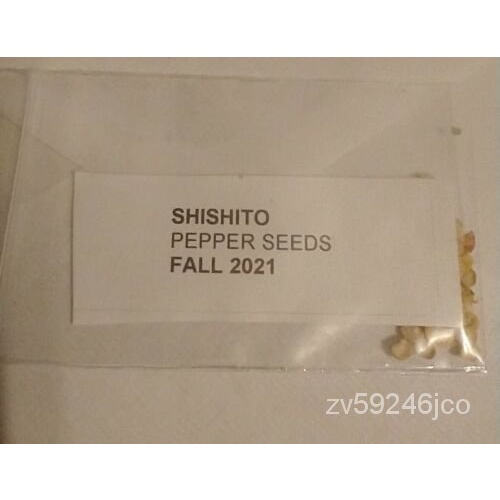 SHISHITO
PEPPER SEEDS
FALL 2021
zv59246jco